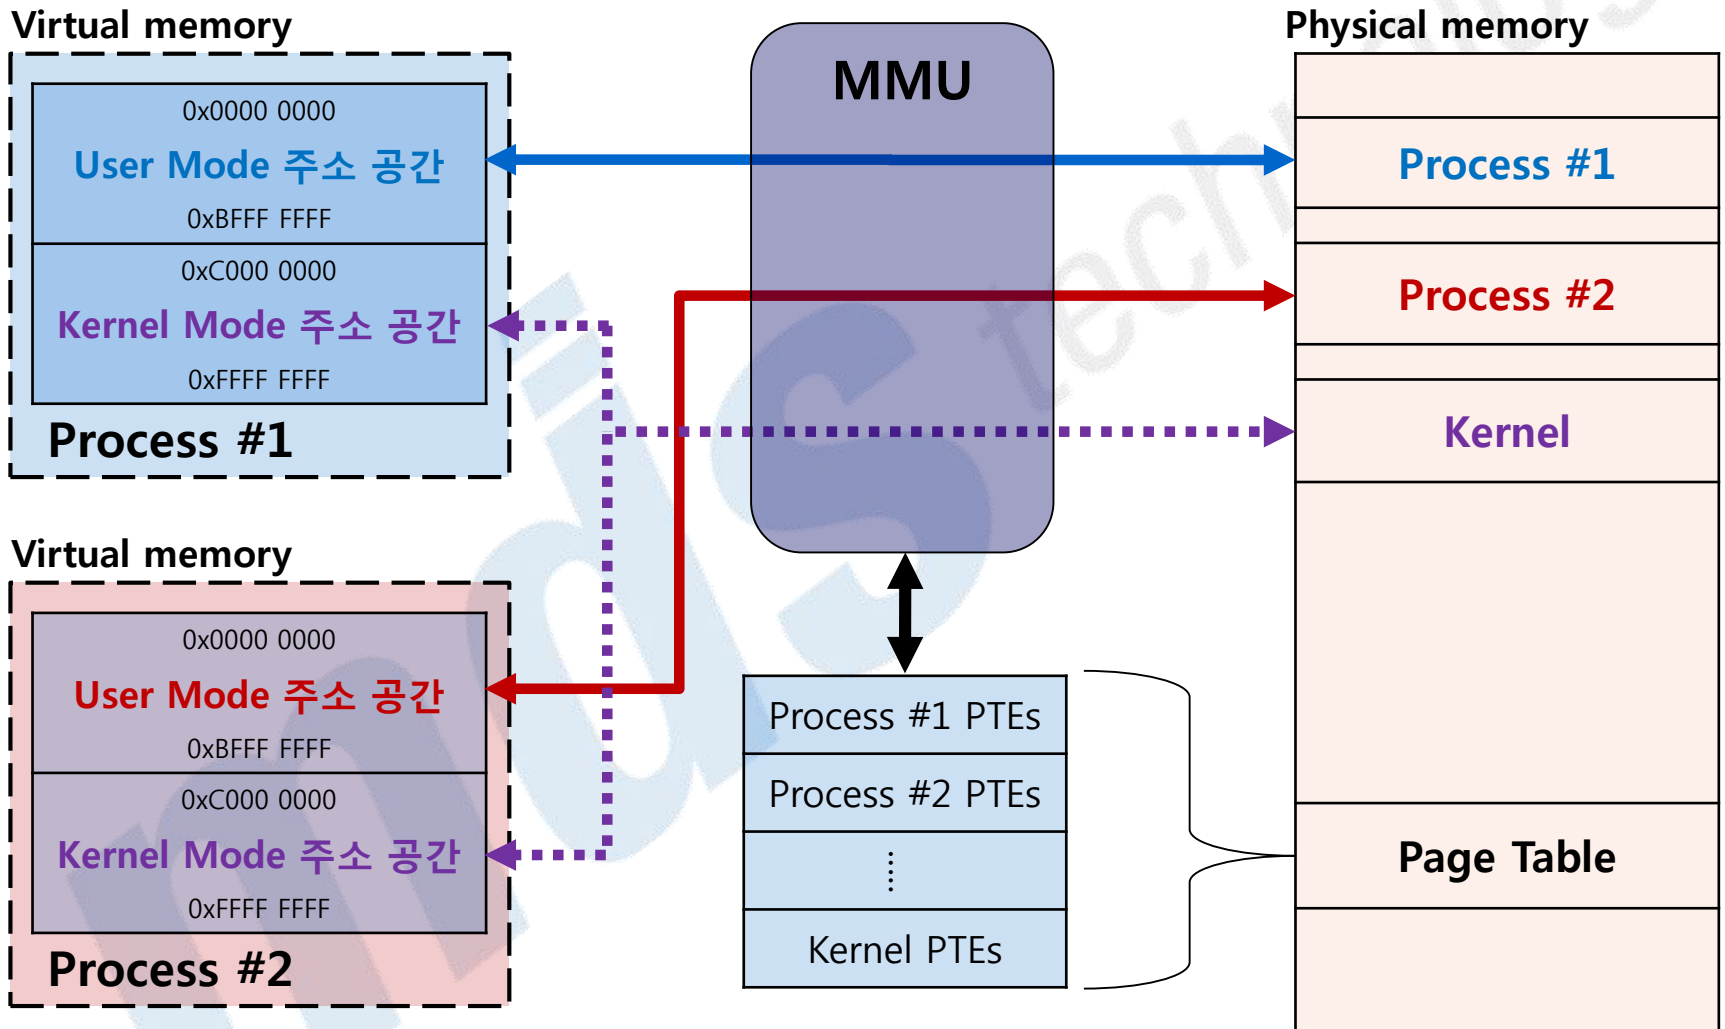 Virtual memory
0x0000 0000
User Mode 주소 공간
0xBFFF FFFF
0xC000 0000
Kernel Mode 주소 공간
0xFFFF FFFF
Process #1
Virtual memory
0x0000 0000
User Mode 주소 공간
0xBFFF FFFF
0xC000 0000
Kernel Mode 주소 공간
0xFFFF FFFF
Process #2
MMU
Process #1 PTEs
Process #2 PTEs
Kernel PTEs
Physical memory
Process #1
Process #2
Kernel
Page Table
mds